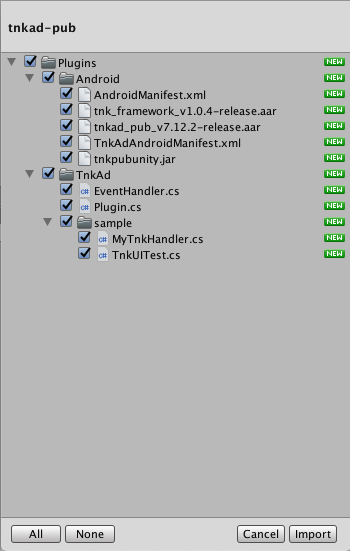 tnkad-pub
Plugins NEW
Android NEW
AndroidManifest.xml NEW
tnk_framework_v1.0.4-release.aar NEW
tnkad_pub_v7.12.2-release.aar NEW
TnkAdAndroidManifest.xml NEW
tnkpubunity.jar NEW
TnkAd NEW
c# EventHandler.cs NEW
c# Plugin.cs NEW
sample NEW
c# MyTnkHandler.cs NEW
c# TnkUITest.cs NEW
All None Cancel Import